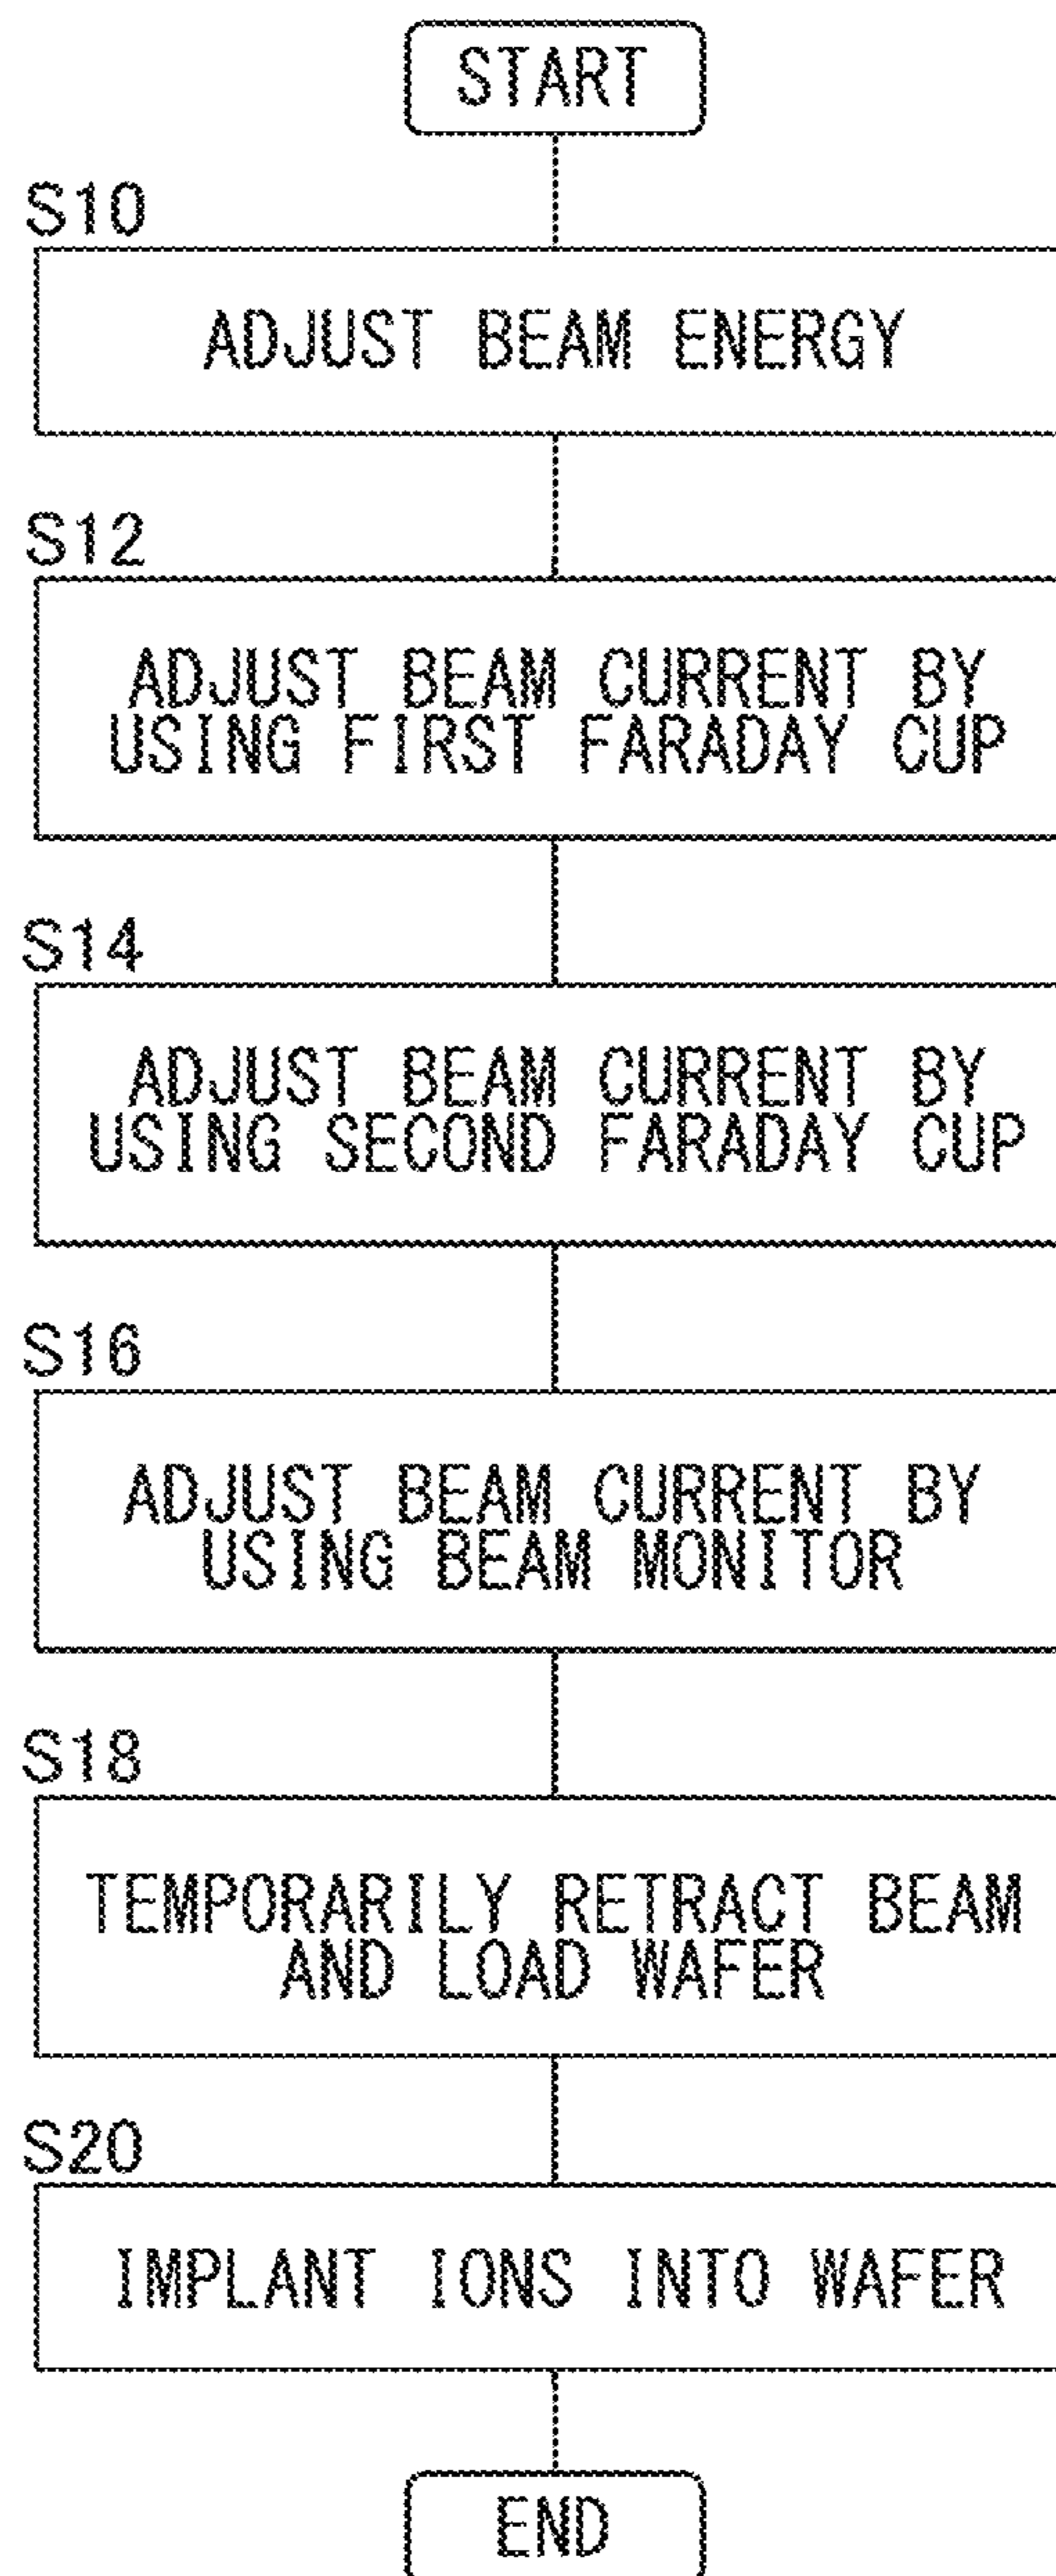 START
S10
ADJUST BEAM ENERGY
S12
ADJUST BEAM CURRENT BY
USING FIRST FARADAY CUP
S14
ADJUST BEAM CURRENT BY
USING SECOND FARADAY CUP
S16
ADJUST BEAM CURRENT BY
USING BEAM MONITOR
S18
TEMPORARILY RETRACT BEAM
AND LOAD WAFER
S20
IMPLANT IONS INTO WAFER
END